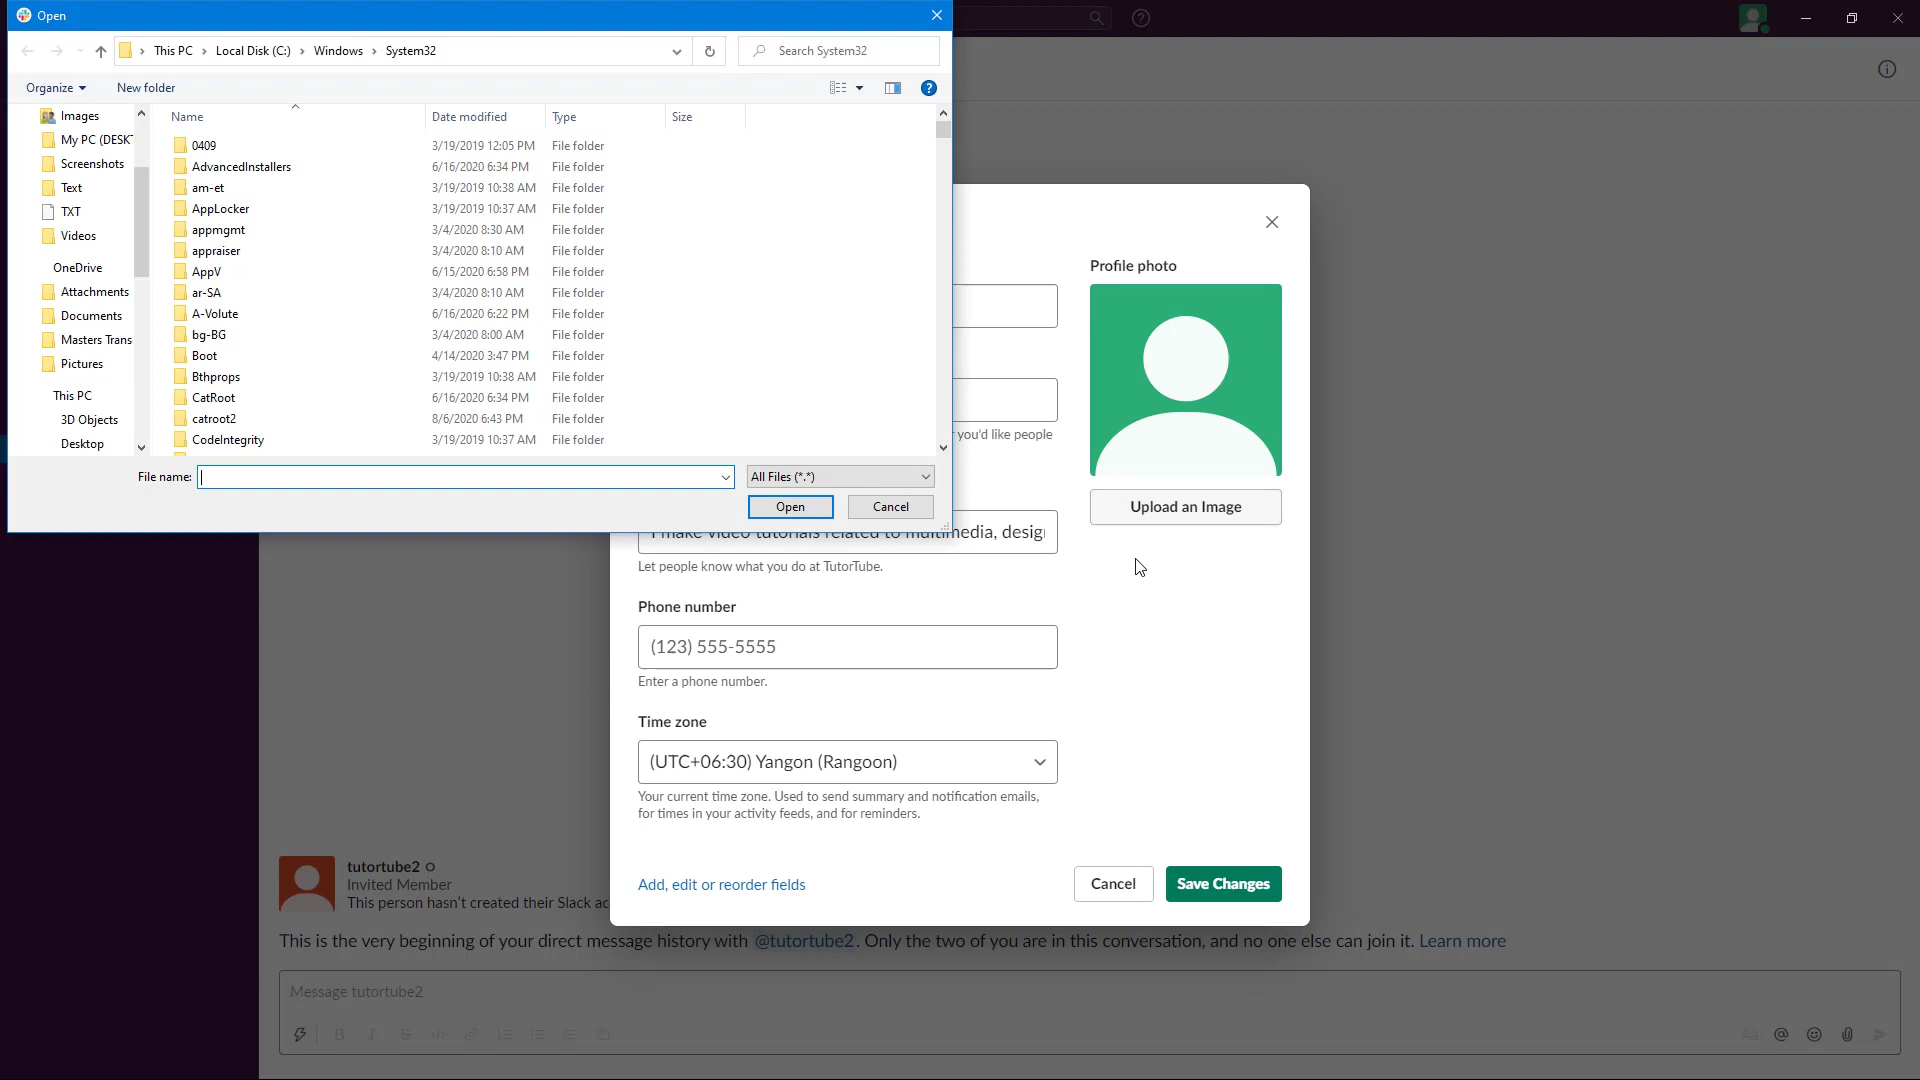 Open
This PC > Local Disk (C:) > Windows > System32
Search System32
Organize
New folder
Images
My PC (DESKT
Screenshots
Text
TXT
Videos
OneDrive
Attachments
Documents
Masters Trans
Pictures
This PC
3D Objects
Desktop
Name Date modified Type Size
0409 3/19/2019 12:05 PM File folder
AdvancedInstallers 6/16/2020 6:34 PM File folder
am-et 3/19/2019 10:38 AM File folder
AppLocker 3/19/2019 10:37 AM File folder
appmgmt 3/4/2020 8:30 AM File folder
appraiser 3/4/2020 8:10 AM File folder
AppV 6/15/2020 6:58 PM File folder
ar-SA 3/4/2020 8:10 AM File folder
A-Volute 6/16/2020 6:22 PM File folder
bg-BG 3/4/2020 8:00 AM File folder
Boot 4/14/2020 3:47 PM File folder
Bthprops 3/19/2019 10:38 AM File folder
CatRoot 6/16/2020 6:34 PM File folder
catroot2 8/6/2020 6:43 PM File folder
CodeIntegrity 3/19/2019 10:37 AM File folder
File name:
All Files (*.*)
Open
Cancel
Profile photo
you'd like people
Upload an Image
I make video tutorials related to multimedia, desig
Let people know what you do at TutorTube.
Phone number
(123) 555-5555
Enter a phone number.
Time zone
(UTC+06:30) Yangon (Rangoon)
Your current time zone. Used to send summary and notification emails,
for times in your activity feeds, and for reminders.
Add, edit or reorder fields
Cancel
Save Changes
tutortube2
Invited Member
This person hasn't created their Slack ac
This is the very beginning of your direct message history with @tutortube2. Only the two of you are in this conversation, and no one else can join it. Learn more
Message tutortube2
B I S
Aa @